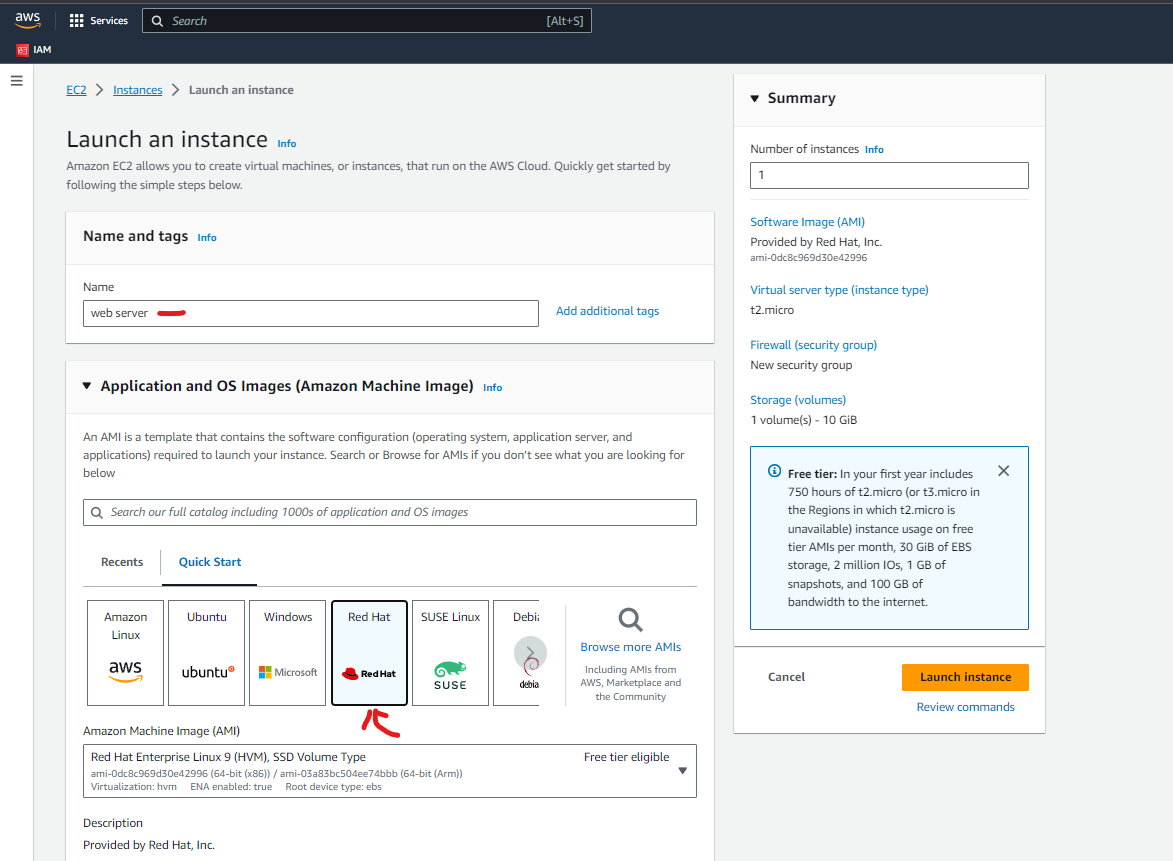 aws
Services
Search
[Alt+S]
IAM
EC2
Instances
Launch an instance
Launch an instance Info
Amazon EC2 allows you to create virtual machines, or instances, that run on the AWS Cloud. Quickly get started by
following the simple steps below.
Name and tags Info
Name
web server
Add additional tags
Application and OS Images (Amazon Machine Image) Info
An AMI is a template that contains the software configuration (operating system, application server, and
applications) required to launch your instance. Search or Browse for AMIs if you don't see what you are looking for
below
Search our full catalog including 1000s of application and OS images
Recents
Quick Start
Amazon
Linux
aws
Ubuntu
ubuntu
Windows
Microsoft
Red Hat
Red Hat
SUSE Linux
SUSE
Debi
debia
Browse more AMIs
Including AMIs from
AWS, Marketplace and
the Community
Amazon Machine Image (AMI)
Red Hat Enterprise Linux 9 (HVM), SSD Volume Type
Free tier eligible
ami-0dc8c969d30e42996 (64-bit (x86)) / ami-03a83bc504ee74bbb (64-bit (Arm))
Virtualization: hvm ENA enabled: true Root device type: ebs
Description
Provided by Red Hat, Inc.
Summary
Number of instances Info
1
Software Image (AMI)
Provided by Red Hat, Inc.
ami-0dc8c969d30e42996
Virtual server type (instance type)
t2.micro
Firewall (security group)
New security group
Storage (volumes)
1 volume(s) - 10 GiB
Free tier: In your first year includes
750 hours of t2.micro (or t3.micro in
the Regions in which t2.micro is
unavailable) instance usage on free
tier AMIs per month, 30 GiB of EBS
storage, 2 million IOs, 1 GB of
snapshots, and 100 GB of
bandwidth to the internet.
Cancel
Launch instance
Review commands